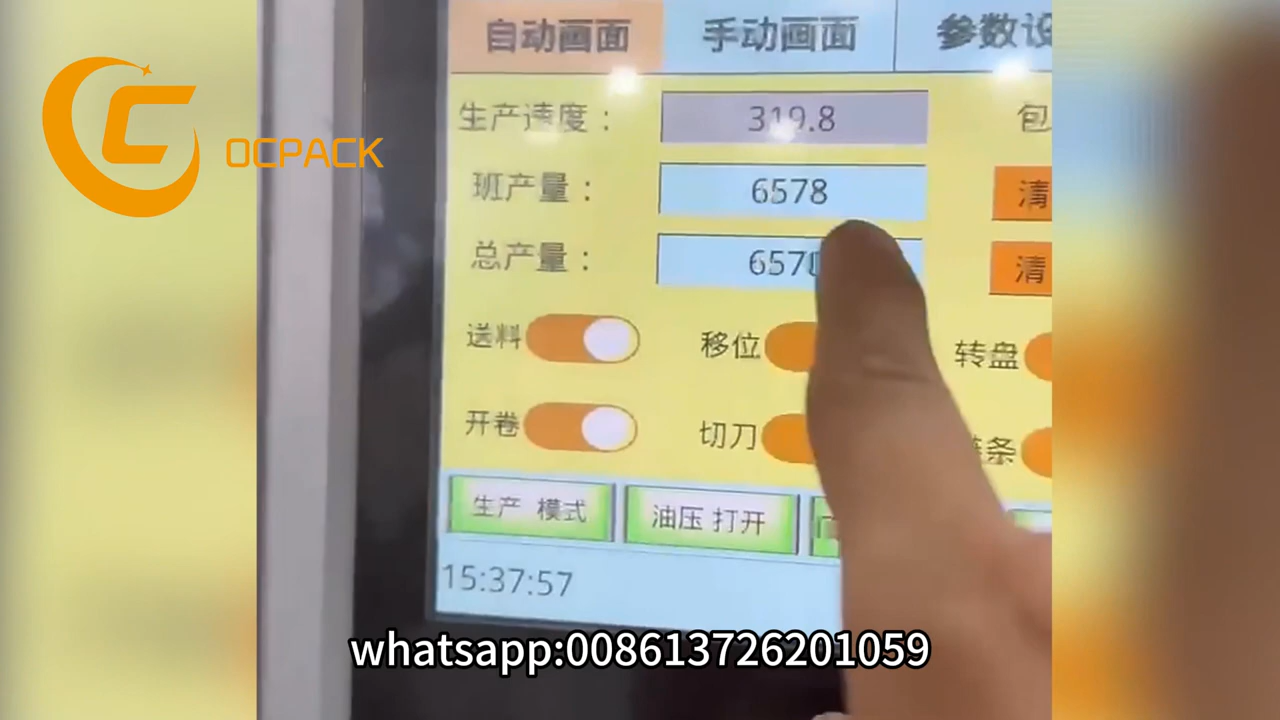 OCPACK
自动画面 手动画面 参数设
生产速度： 319.8 包
班产量： 6578 清
总产量： 657 清
送料 移位 转盘
开卷 切刀 条
生产 模式 油压 打开
15:37:57
whatsapp:008613726201059